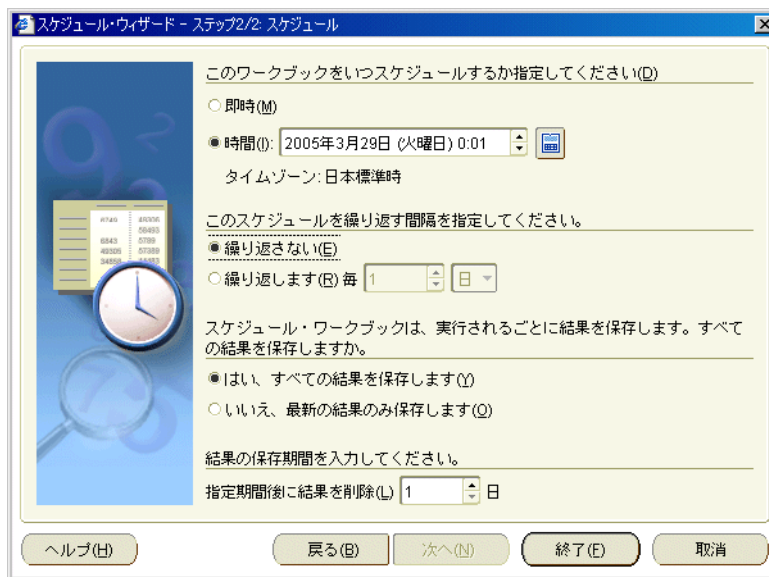 スケジュール・ウィザード - ステップ2/2: スケジュール
このワークブックをいつスケジュールするか指定してください(D)
即時(M)
時間(I): 2005年3月29日 (火曜日) 0:01
タイムゾーン: 日本標準時
このスケジュールを繰り返す間隔を指定してください。
繰り返さない(E)
繰り返します(R) 毎 1 日
スケジュール・ワークブックは、実行されるごとに結果を保存します。すべて
の結果を保存しますか。
はい、すべての結果を保存します(Y)
いいえ、最新の結果のみ保存します(O)
結果の保存期間を入力してください。
指定期間後に結果を削除(L) 1 日
ヘルプ(H) 戻る(B) 次へ(N) 終了(F) 取消